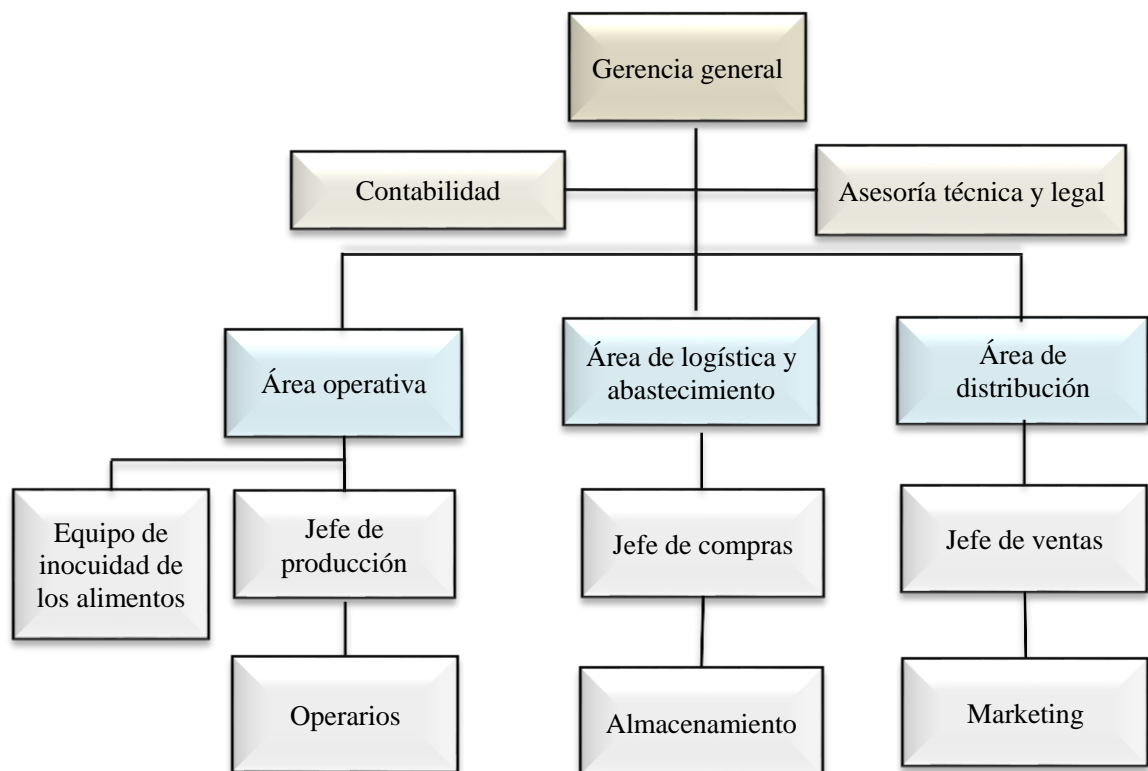 Gerencia general
Contabilidad
Asesoría técnica y legal
Área operativa
Área de logística y
abastecimiento
Área de
distribución
Equipo de
inocuidad de
los alimentos
Jefe de
producción
Jefe de compras
Jefe de ventas
Operarios
Almacenamiento
Marketing